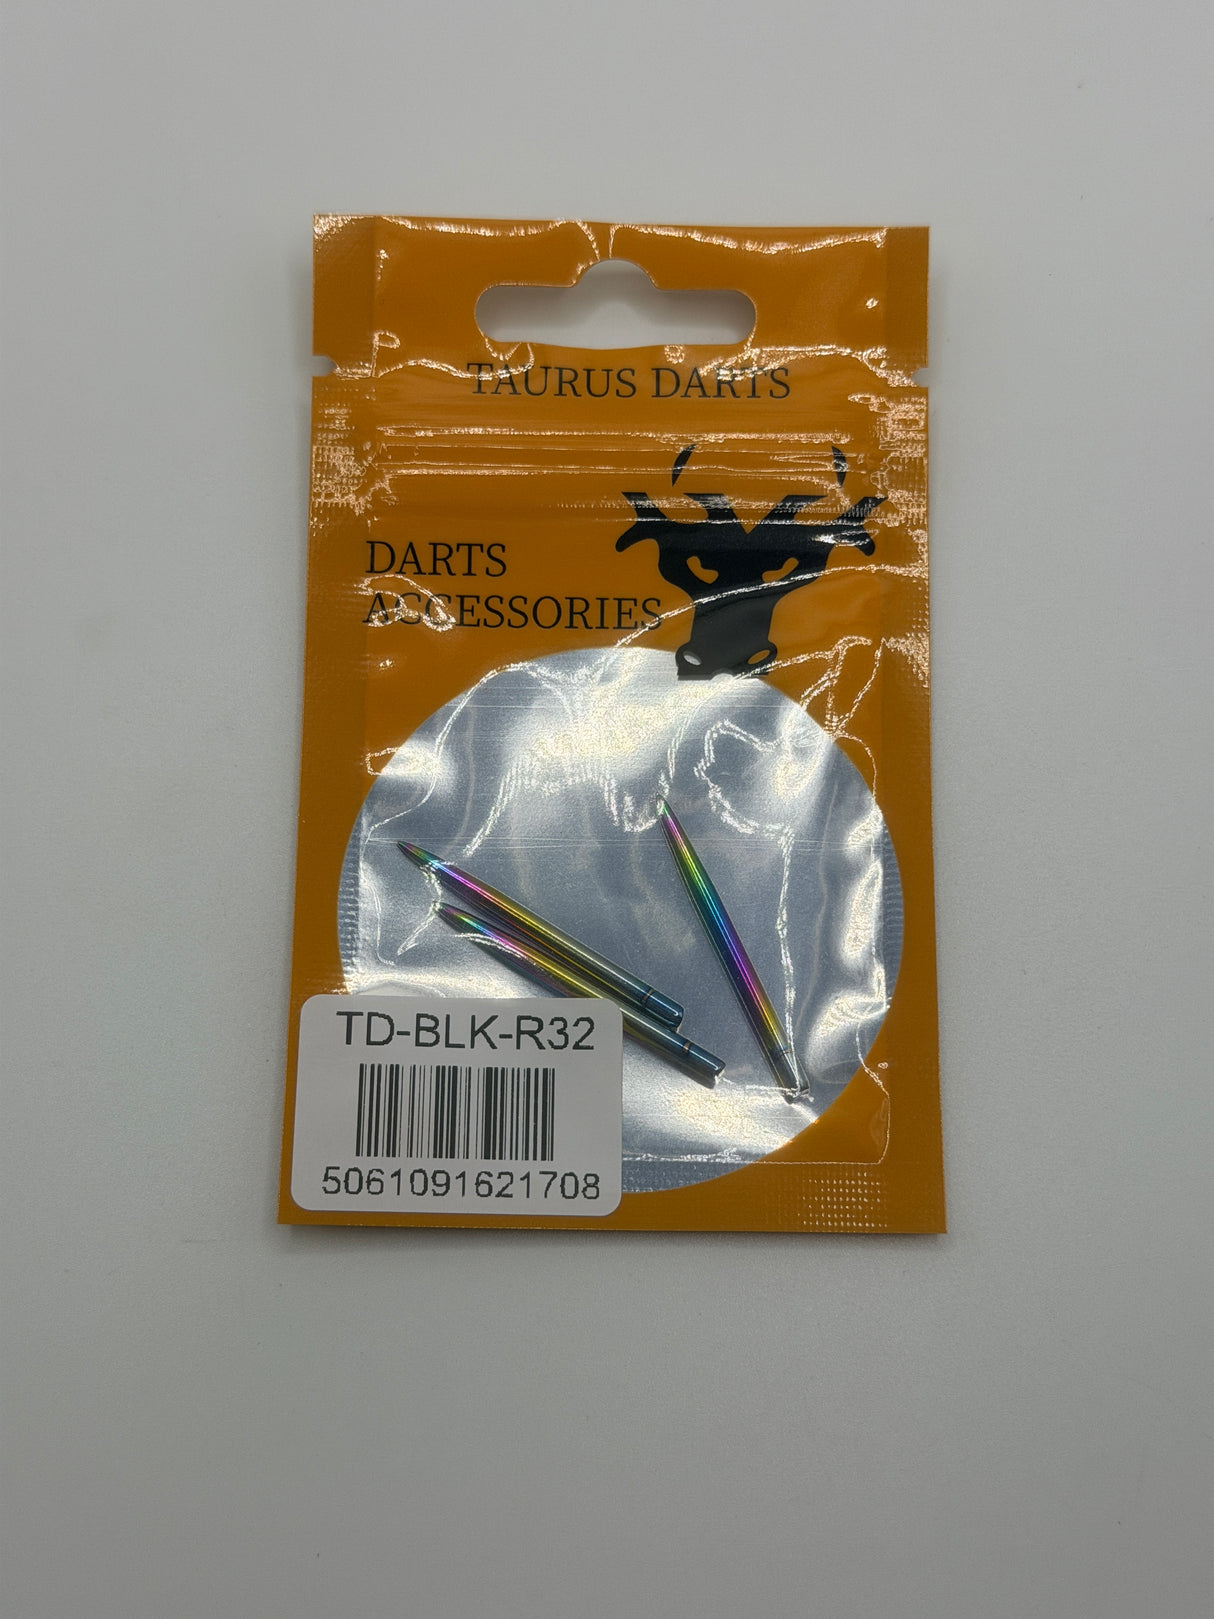 TAURUS DARTS
DARTS
ACCESSORIES
TD-BLK-R32
5061091621708